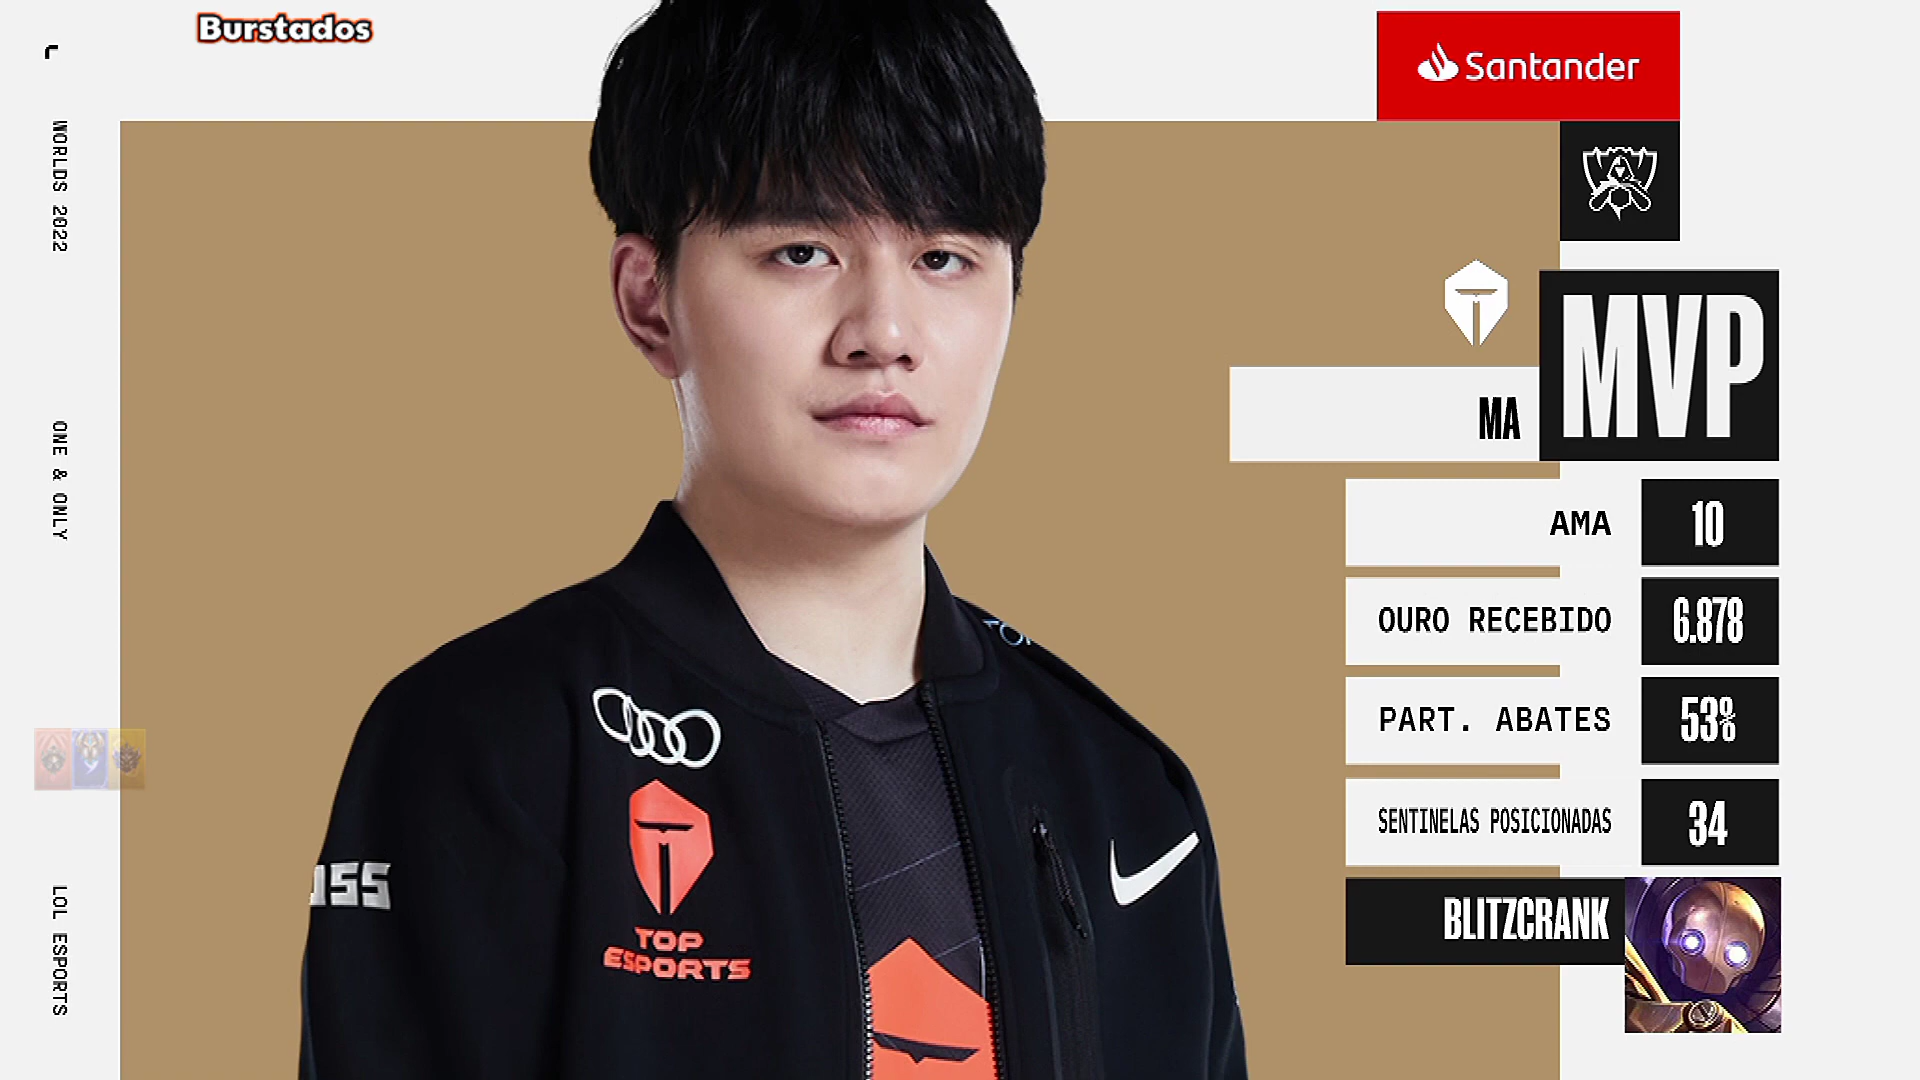 Burstados
Santander
WORLDS 2022
ONE & ONLY
LOL ESPORTS
MVP
MA
AMA
10
OURO RECEBIDO
6.878
PART. ABATES
53%
SENTINELAS POSICIONADAS
34
BLITZCRANK
TOP
ESPORTS